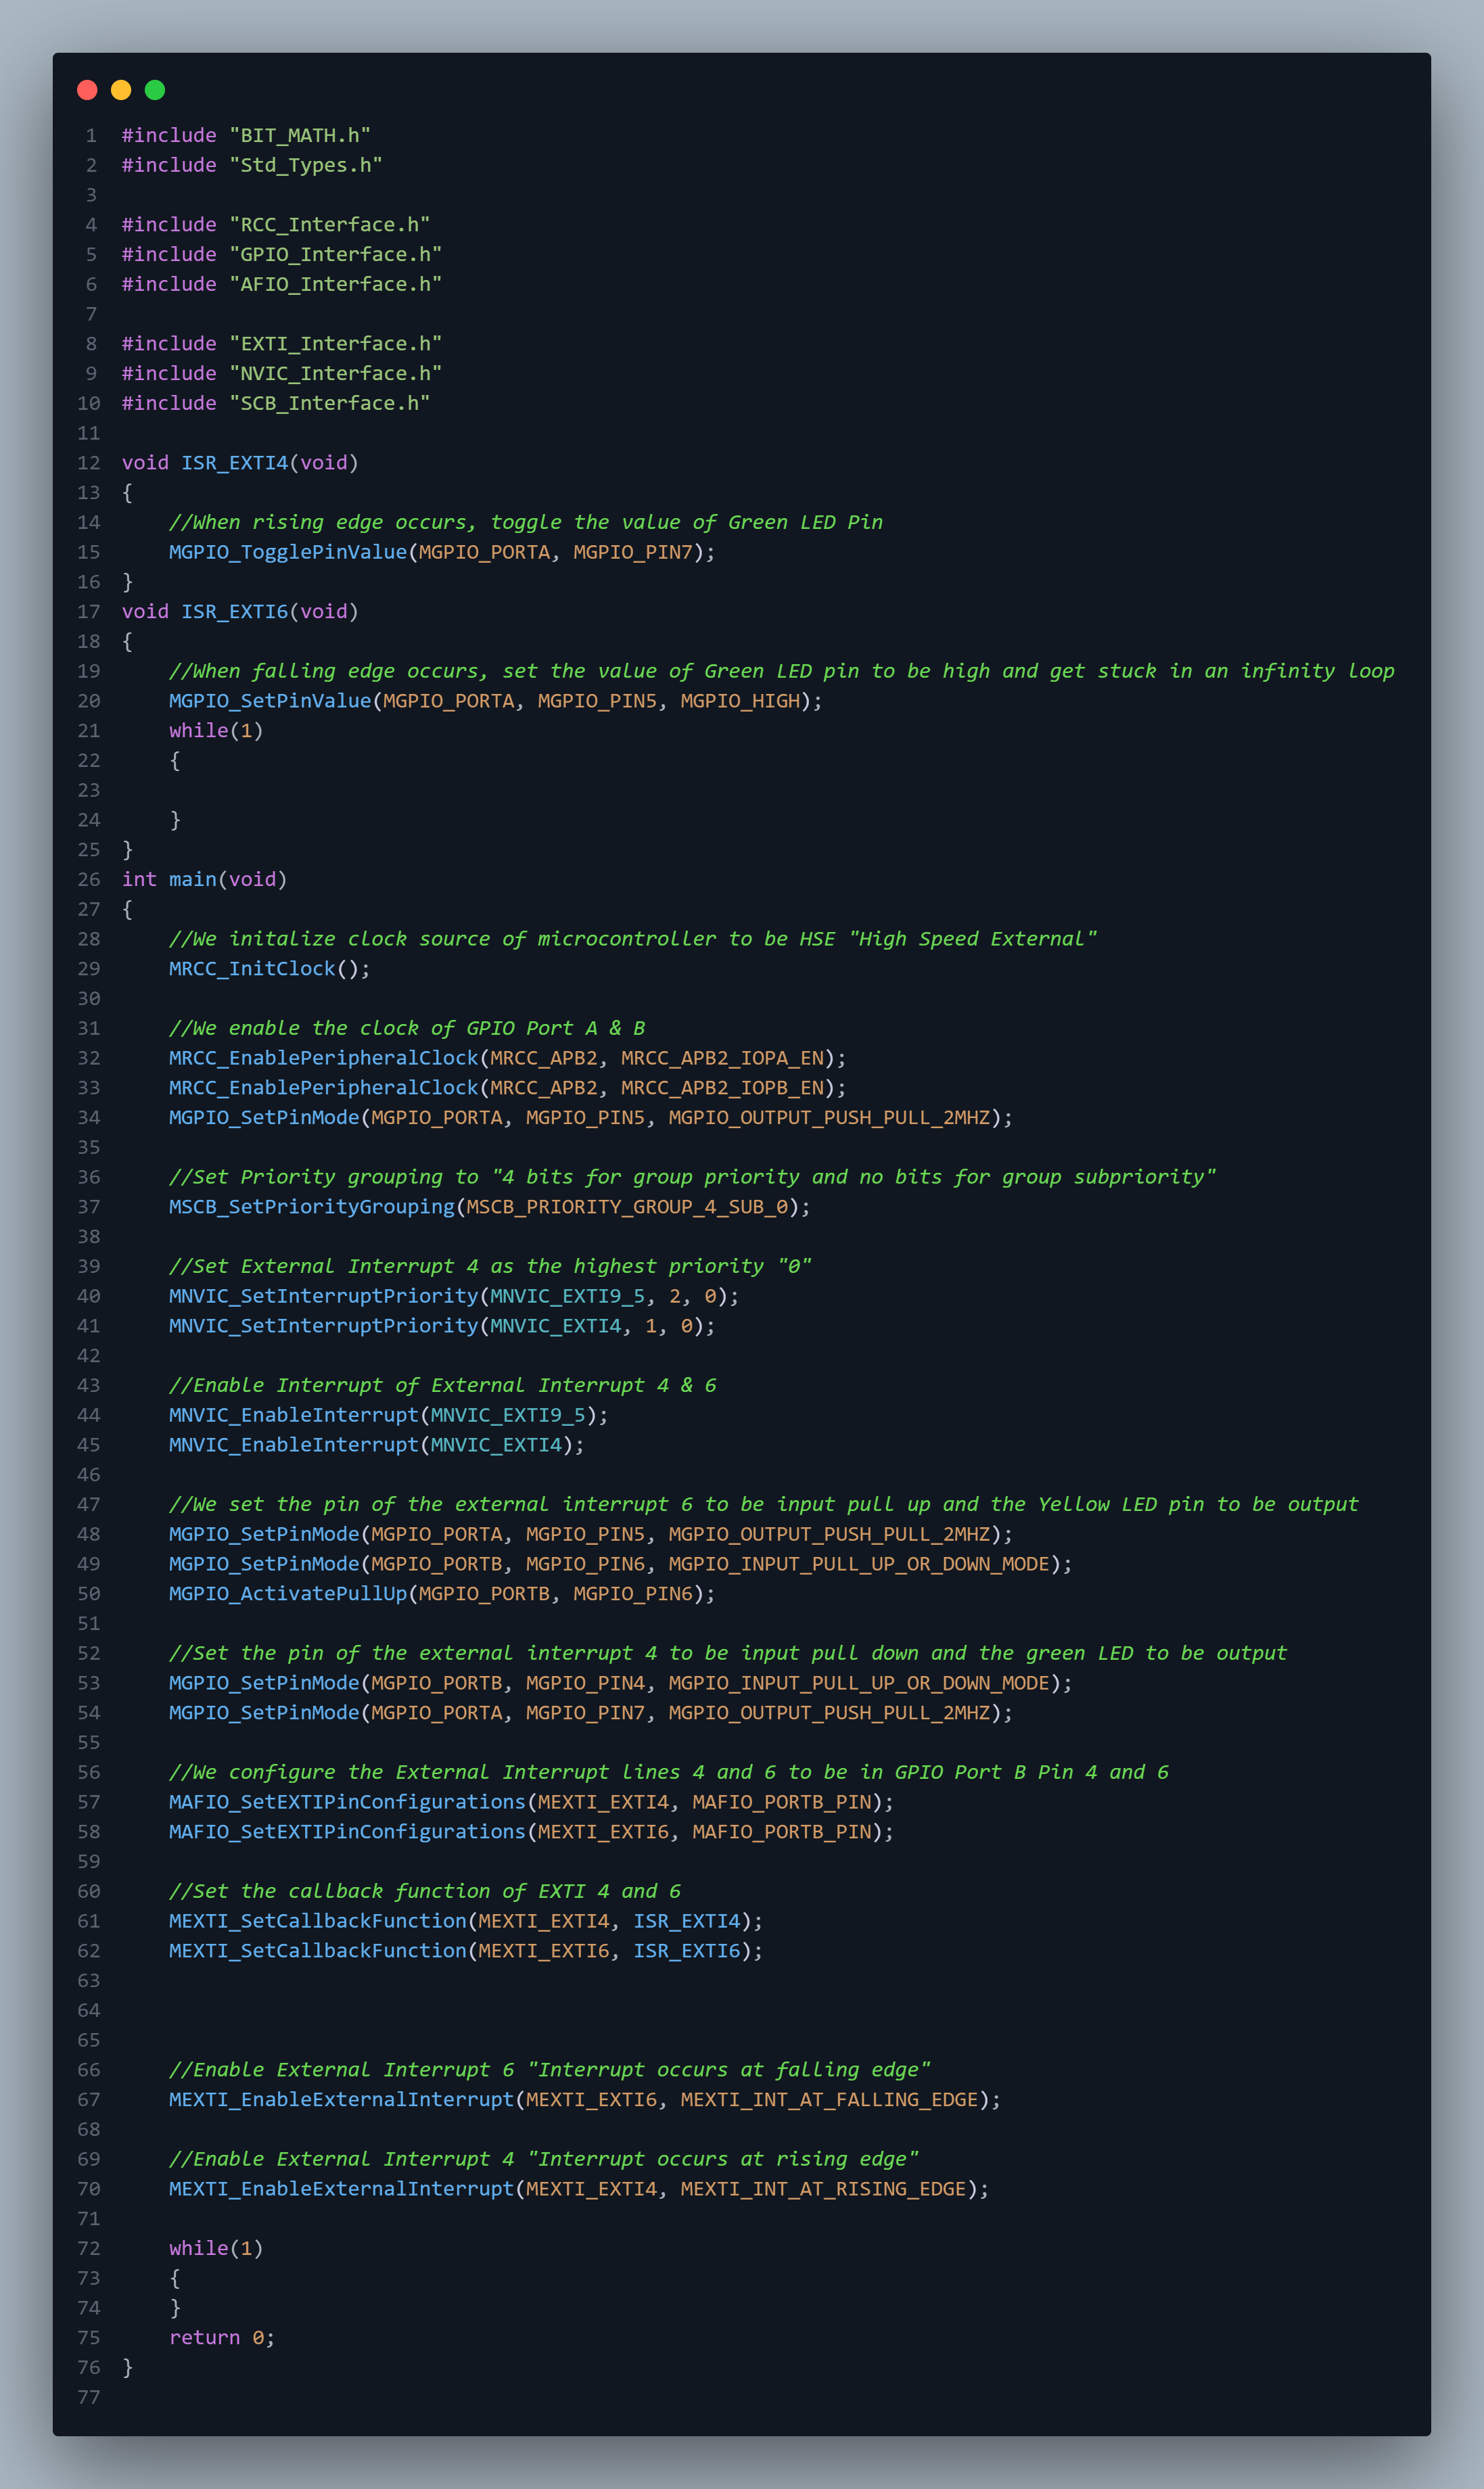 1 #include "BIT_MATH.h"
2 #include "Std_Types.h"
3
4 #include "RCC_Interface.h"
5 #include "GPIO_Interface.h"
6 #include "AFIO_Interface.h"
7
8 #include "EXTI_Interface.h"
9 #include "NVIC_Interface.h"
10 #include "SCB_Interface.h"
11
12 void ISR_EXTI4(void)
13 {
14     //When rising edge occurs, toggle the value of Green LED Pin
15     MGPIO_TogglePinValue(MGPIO_PORTA, MGPIO_PIN7);
16 }
17 void ISR_EXTI6(void)
18 {
19     //When falling edge occurs, set the value of Green LED pin to be high and get stuck in an infinity loop
20     MGPIO_SetPinValue(MGPIO_PORTA, MGPIO_PIN5, MGPIO_HIGH);
21     while(1)
22     {
23
24     }
25 }
26 int main(void)
27 {
28     //We initalize clock source of microcontroller to be HSE "High Speed External"
29     MRCC_InitClock();
30
31     //We enable the clock of GPIO Port A & B
32     MRCC_EnablePeripheralClock(MRCC_APB2, MRCC_APB2_IOPA_EN);
33     MRCC_EnablePeripheralClock(MRCC_APB2, MRCC_APB2_IOPB_EN);
34     MGPIO_SetPinMode(MGPIO_PORTA, MGPIO_PIN5, MGPIO_OUTPUT_PUSH_PULL_2MHZ);
35
36     //Set Priority grouping to "4 bits for group priority and no bits for group subpriority"
37     MSCB_SetPriorityGrouping(MSCB_PRIORITY_GROUP_4_SUB_0);
38
39     //Set External Interrupt 4 as the highest priority "0"
40     MNVIC_SetInterruptPriority(MNVIC_EXTI9_5, 2, 0);
41     MNVIC_SetInterruptPriority(MNVIC_EXTI4, 1, 0);
42
43     //Enable Interrupt of External Interrupt 4 & 6
44     MNVIC_EnableInterrupt(MNVIC_EXTI9_5);
45     MNVIC_EnableInterrupt(MNVIC_EXTI4);
46
47     //We set the pin of the external interrupt 6 to be input pull up and the Yellow LED pin to be output
48     MGPIO_SetPinMode(MGPIO_PORTA, MGPIO_PIN5, MGPIO_OUTPUT_PUSH_PULL_2MHZ);
49     MGPIO_SetPinMode(MGPIO_PORTB, MGPIO_PIN6, MGPIO_INPUT_PULL_UP_OR_DOWN_MODE);
50     MGPIO_ActivatePullUp(MGPIO_PORTB, MGPIO_PIN6);
51
52     //Set the pin of the external interrupt 4 to be input pull down and the green LED to be output
53     MGPIO_SetPinMode(MGPIO_PORTB, MGPIO_PIN4, MGPIO_INPUT_PULL_UP_OR_DOWN_MODE);
54     MGPIO_SetPinMode(MGPIO_PORTA, MGPIO_PIN7, MGPIO_OUTPUT_PUSH_PULL_2MHZ);
55
56     //We configure the External Interrupt lines 4 and 6 to be in GPIO Port B Pin 4 and 6
57     MAFIO_SetEXTIPinConfigurations(MEXTI_EXTI4, MAFIO_PORTB_PIN);
58     MAFIO_SetEXTIPinConfigurations(MEXTI_EXTI6, MAFIO_PORTB_PIN);
59
60     //Set the callback function of EXTI 4 and 6
61     MEXTI_SetCallbackFunction(MEXTI_EXTI4, ISR_EXTI4);
62     MEXTI_SetCallbackFunction(MEXTI_EXTI6, ISR_EXTI6);
63
64
65
66     //Enable External Interrupt 6 "Interrupt occurs at falling edge"
67     MEXTI_EnableExternalInterrupt(MEXTI_EXTI6, MEXTI_INT_AT_FALLING_EDGE);
68
69     //Enable External Interrupt 4 "Interrupt occurs at rising edge"
70     MEXTI_EnableExternalInterrupt(MEXTI_EXTI4, MEXTI_INT_AT_RISING_EDGE);
71
72     while(1)
73     {
74     }
75     return 0;
76 }
77